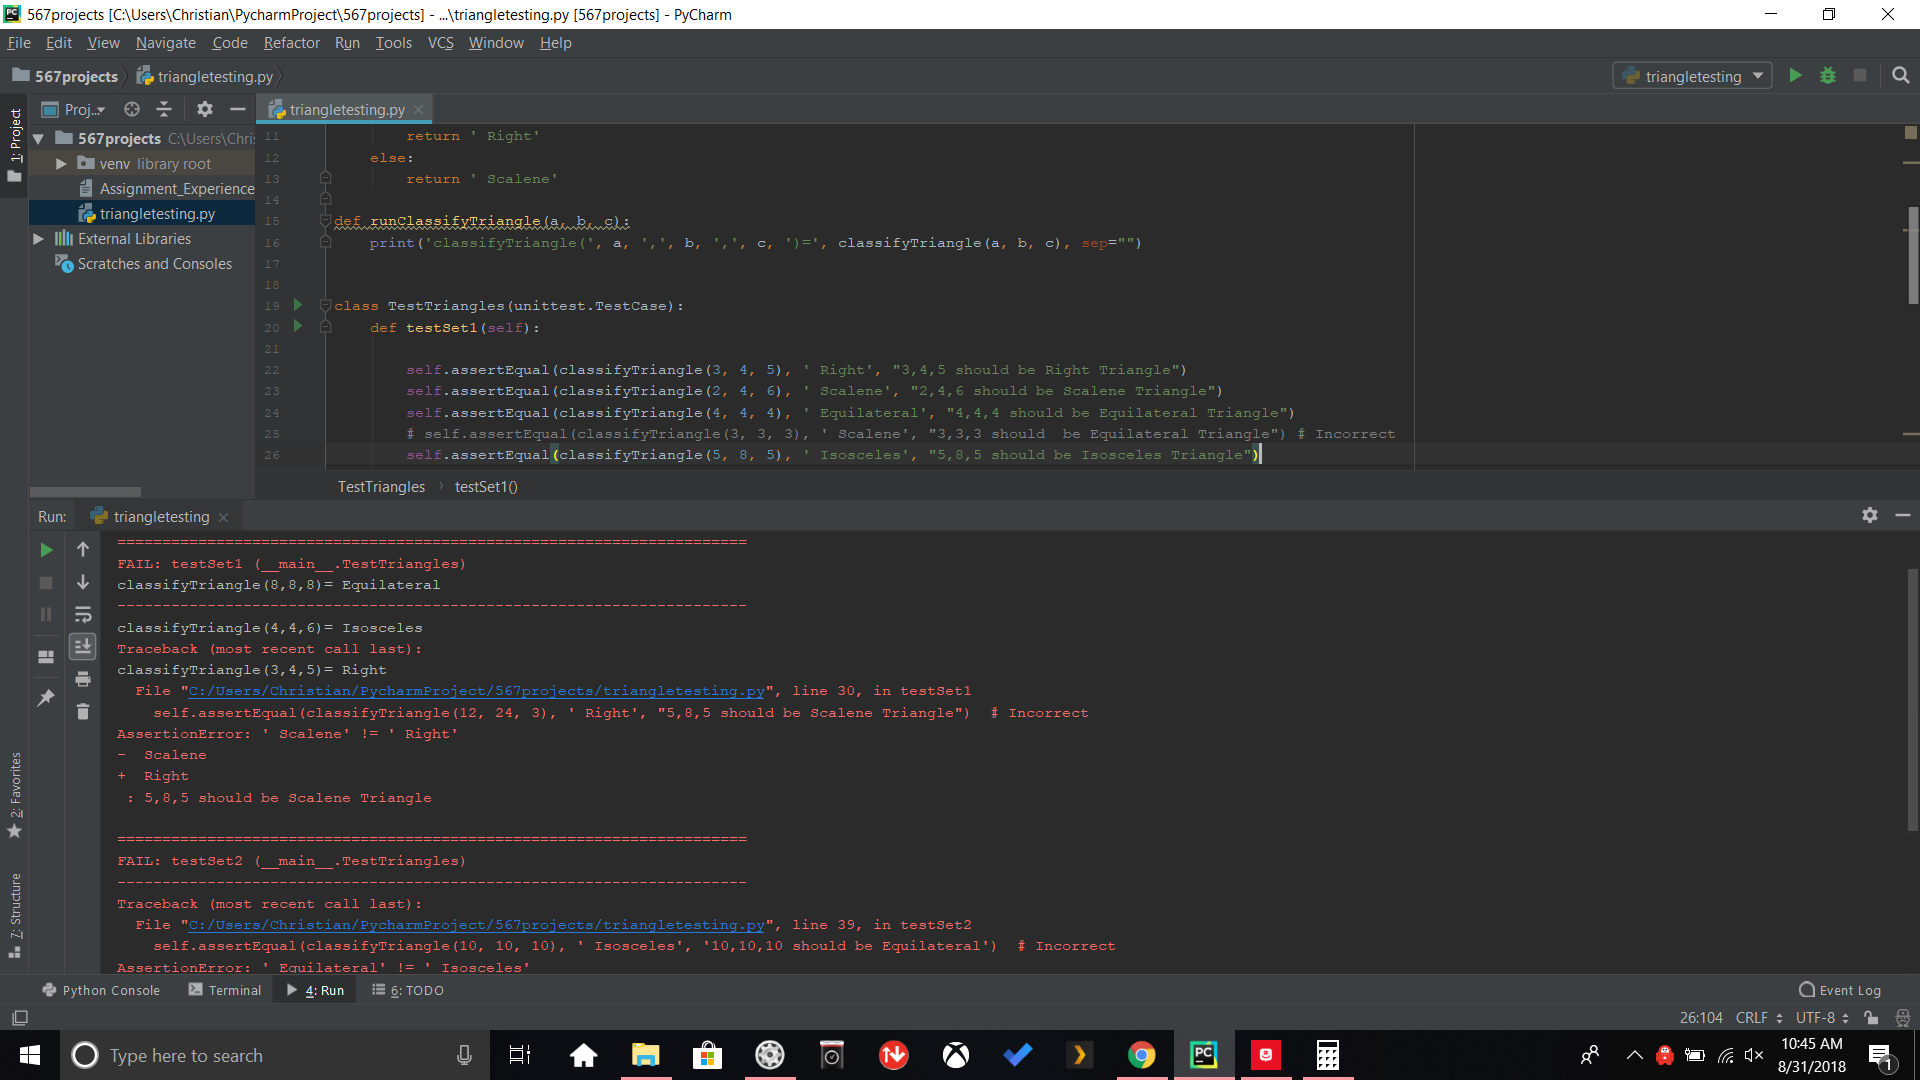 567projects [C:\Users\Christian\PycharmProject\567projects] - ...\triangletesting.py [567projects] - PyCharm
File Edit View Navigate Code Refactor Run Tools VCS Window Help
567projects triangletesting.py triangletesting
1: Project
Proj... triangletesting.py
567projects C:\Users\Chri
venv library root
Assignment_Experience
triangletesting.py
External Libraries
Scratches and Consoles
11 return ' Right'
12 else:
13 return ' Scalene'
14
15 def runClassifyTriangle(a, b, c):
16 print('classifyTriangle(', a, ',', b, ',', c, ')=', classifyTriangle(a, b, c), sep="")
17
18
19 class TestTriangles(unittest.TestCase):
20 def testSet1(self):
21
22 self.assertEqual(classifyTriangle(3, 4, 5), ' Right', "3,4,5 should be Right Triangle")
23 self.assertEqual(classifyTriangle(2, 4, 6), ' Scalene', "2,4,6 should be Scalene Triangle")
24 self.assertEqual(classifyTriangle(4, 4, 4), ' Equilateral', "4,4,4 should be Equilateral Triangle")
25 # self.assertEqual(classifyTriangle(3, 3, 3), ' Scalene', "3,3,3 should  be Equilateral Triangle") # Incorrect
26 self.assertEqual(classifyTriangle(5, 8, 5), ' Isosceles', "5,8,5 should be Isosceles Triangle")
TestTriangles › testSet1()
Run: triangletesting
======================================================================
FAIL: testSet1 (__main__.TestTriangles)
classifyTriangle(8,8,8)= Equilateral
----------------------------------------------------------------------
classifyTriangle(4,4,6)= Isosceles
Traceback (most recent call last):
classifyTriangle(3,4,5)= Right
File "C:/Users/Christian/PycharmProject/567projects/triangletesting.py", line 30, in testSet1
self.assertEqual(classifyTriangle(12, 24, 3), ' Right', "5,8,5 should be Scalene Triangle")  # Incorrect
AssertionError: ' Scalene' != ' Right'
-  Scalene
+  Right
 : 5,8,5 should be Scalene Triangle
======================================================================
FAIL: testSet2 (__main__.TestTriangles)
----------------------------------------------------------------------
Traceback (most recent call last):
File "C:/Users/Christian/PycharmProject/567projects/triangletesting.py", line 39, in testSet2
self.assertEqual(classifyTriangle(10, 10, 10), ' Isosceles', '10,10,10 should be Equilateral')  # Incorrect
AssertionError: ' Equilateral' != ' Isosceles'
2: Favorites
7: Structure
Python Console Terminal 4: Run 6: TODO Event Log
26:104 CRLF UTF-8
Type here to search
PC
10:45 AM
8/31/2018
1